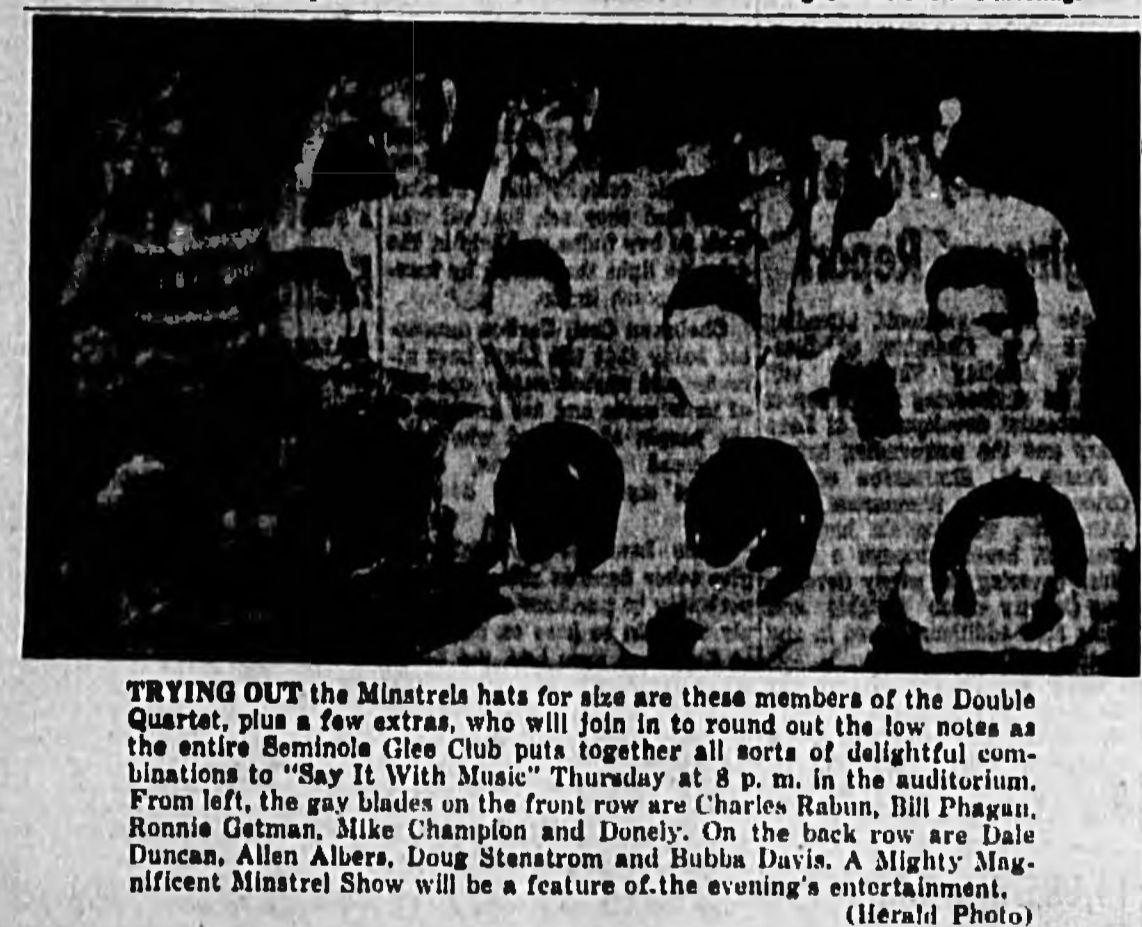 TRYING OUT the Minstrels hats for size are these members of the Double
Quartet, plus a few extras, who will join in to round out the low notes as
the entire Seminole Glee Club puts together all sorts of delightful com-
binations to "Say It With Music" Thursday at 8 p. m. in the auditorium.
From left, the gay blades on the front row are Charles Rabun, Bill Phagan,
Ronnie Getman, Mike Champion and Donely. On the back row are Dale
Duncan, Allen Albers, Doug Stenstrom and Bubba Davis. A Mighty Mag-
nificent Minstrel Show will be a feature of the evening's entertainment.
(Herald Photo)